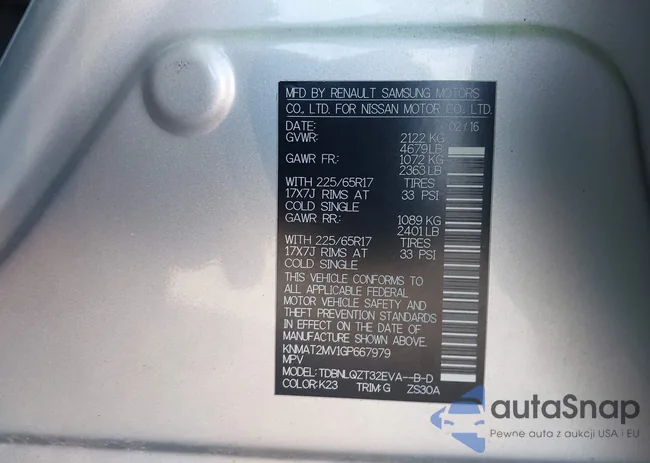 MFD BY RENAULT SAMSUNG MOTORS
CO., LTD. FOR NISSAN MOTOR CO., LTD.
DATE: 02/16
GVWR: 2122 KG
4679 LB
GAWR FR: 1072 KG
2363 LB
WITH 225/65R17 TIRES
17X7J RIMS AT 33 PSI
COLD SINGLE
GAWR RR: 1089 KG
2401 LB
WITH 225/65R17 TIRES
17X7J RIMS AT 33 PSI
COLD SINGLE
THIS VEHICLE CONFORMS TO
ALL APPLICABLE FEDERAL
MOTOR VEHICLE SAFETY AND
THEFT PREVENTION STANDARDS
IN EFFECT ON THE DATE OF
MANUFACTURE SHOWN ABOVE.
KNMAT2MV1GP667979
MPV
MODEL: TDBNLQZT32EVA--B-D
COLOR: K23 TRIM: G ZS30A
autaSnap
Pewne auta z aukcji USA i EU